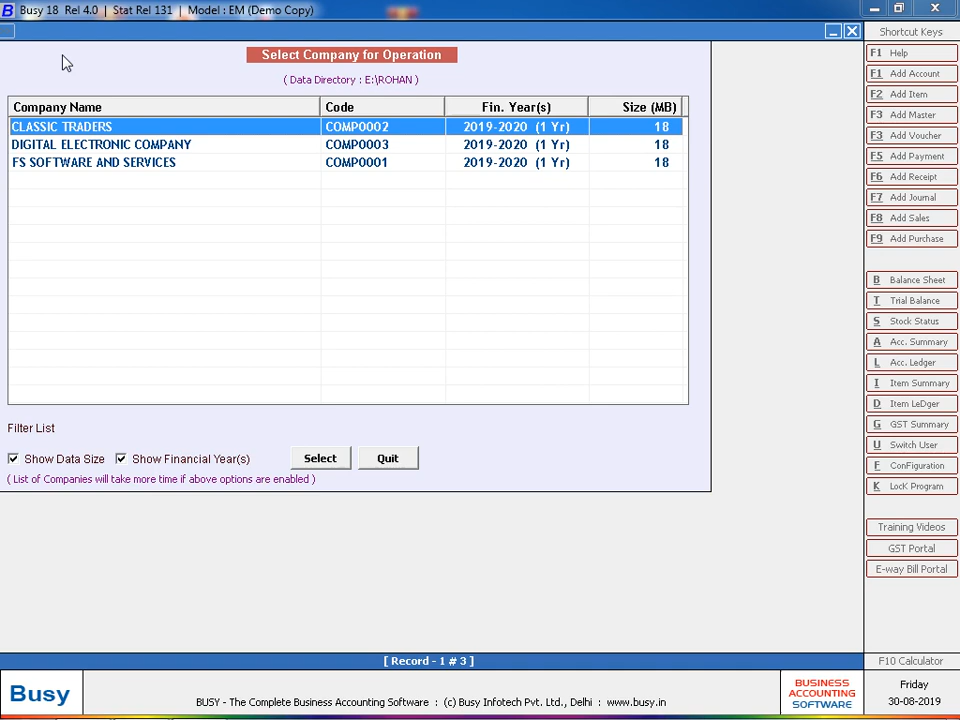 Busy 18 Rel 4.0 | Stat Rel 131 | Model : EM (Demo Copy)
Select Company for Operation
( Data Directory : E:\ROHAN )
Company Name Code Fin. Year(s) Size (MB)
CLASSIC TRADERS COMP0002 2019-2020 (1 Yr) 18
DIGITAL ELECTRONIC COMPANY COMP0003 2019-2020 (1 Yr) 18
FS SOFTWARE AND SERVICES COMP0001 2019-2020 (1 Yr) 18
Filter List
Show Data Size Show Financial Year(s) Select Quit
( List of Companies will take more time if above options are enabled )
Shortcut Keys
F1 Help
F1 Add Account
F2 Add Item
F3 Add Master
F3 Add Voucher
F5 Add Payment
F6 Add Receipt
F7 Add Journal
F8 Add Sales
F9 Add Purchase
B Balance Sheet
T Trial Balance
S Stock Status
A Acc. Summary
L Acc. Ledger
I Item Summary
D Item LeDger
G GST Summary
U Switch User
F ConFiguration
K LocK Program
Training Videos
GST Portal
E-way Bill Portal
[ Record - 1 # 3 ]
F10 Calculator
Busy
BUSY - The Complete Business Accounting Software : (c) Busy Infotech Pvt. Ltd., Delhi : www.busy.in
BUSINESS
ACCOUNTING
SOFTWARE
Friday
30-08-2019